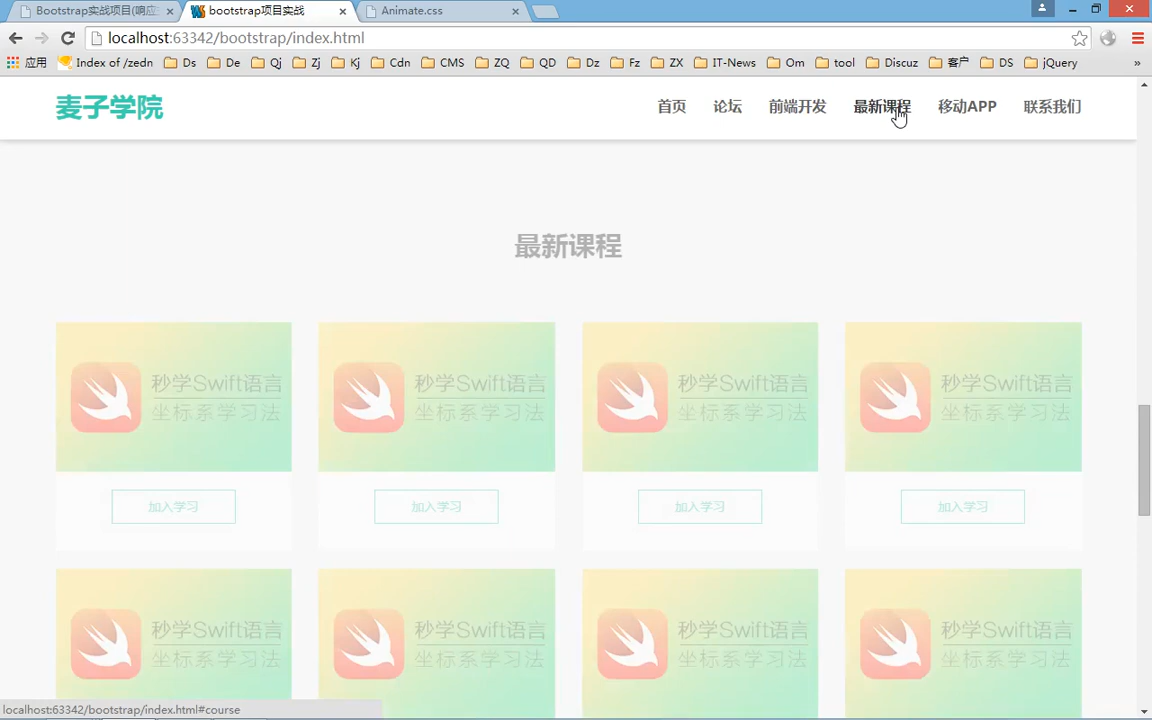 Bootstrap实战项目(响应
bootstrap项目实战
Animate.css
localhost:63342/bootstrap/index.html
应用 Index of /zedn Ds De Qj Zj Kj Cdn CMS ZQ QD Dz Fz ZX IT-News Om tool Discuz 客户 DS jQuery »
麦子学院 首页 论坛 前端开发 最新课程 移动APP 联系我们
最新课程
秒学Swift语言 秒学Swift语言 秒学Swift语言 秒学Swift语言
坐标系学习法 坐标系学习法 坐标系学习法 坐标系学习法
加入学习 加入学习 加入学习 加入学习
秒学Swift语言 秒学Swift语言 秒学Swift语言 秒学Swift语言
坐标系学习法 坐标系学习法 坐标系学习法 坐标系学习法
localhost:63342/bootstrap/index.html#course